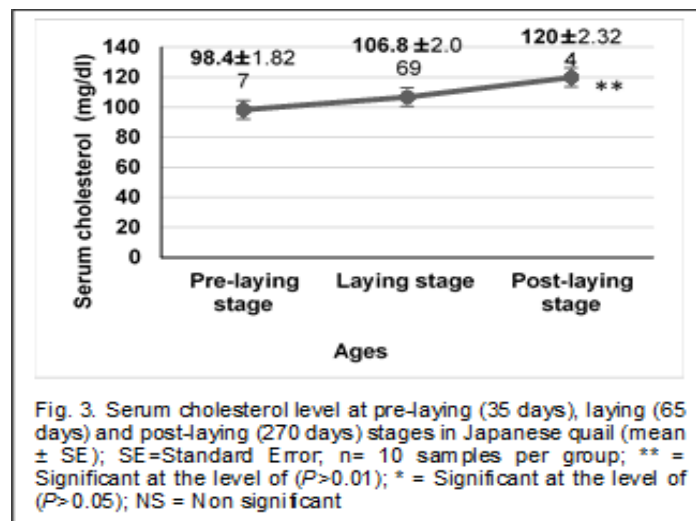 140
120
100
80
60
40
20
0
Serum cholesterol (mg/dl)
98.4±1.82
7
106.8 ±2.0
69
120±2.32
4
**
Pre-laying
stage
Laying stage
Post-laying
stage
Ages
Fig. 3. Serum cholesterol level at pre-laying (35 days), laying (65
days) and post-laying (270 days) stages in Japanese quail (mean
± SE); SE=Standard Error; n= 10 samples per group; ** =
Significant at the level of (P>0.01); * = Significant at the level of
(P>0.05); NS = Non significant